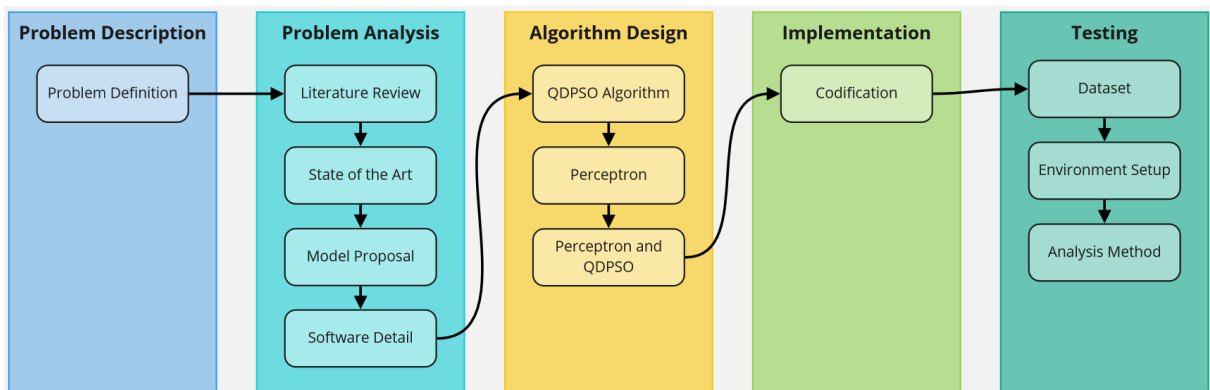 Problem Description
Problem Definition
Problem Analysis
Literature Review
State of the Art
Model Proposal
Software Detail
Algorithm Design
QDPSO Algorithm
Perceptron
Perceptron and
QDPSO
Implementation
Codification
Testing
Dataset
Environment Setup
Analysis Method